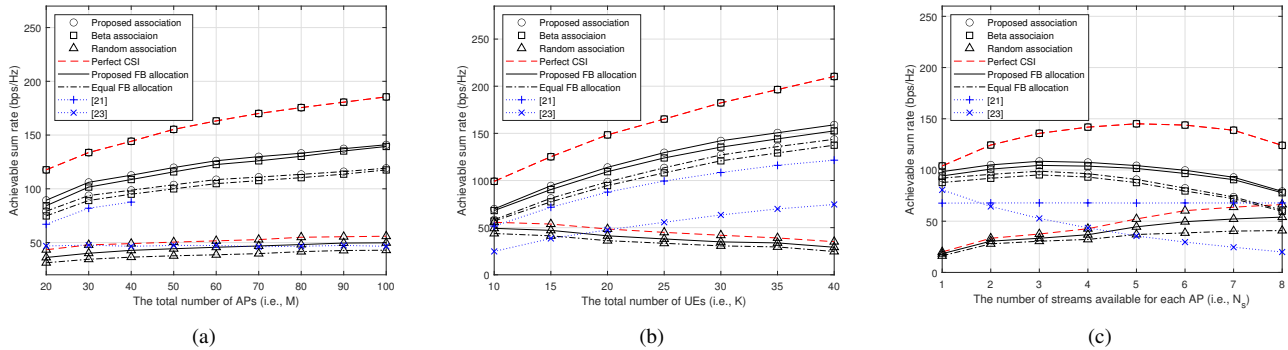 250
200
150
100
50
Achievable sum rate (bps/Hz)
Proposed association
Beta associaion
Random association
Perfect CSI
Proposed FB allocation
Equal FB allocation
[21]
[23]
20 30 40 50 60 70 80 90 100
The total number of APs (i.e., M)
(a)
250
200
150
100
50
0
Achievable sum rate (bps/Hz)
Proposed association
Beta associaion
Random association
Perfect CSI
Proposed FB allocation
Equal FB allocation
[21]
[23]
10 15 20 25 30 35 40
The total number of UEs (i.e., K)
(b)
250
200
150
100
50
0
Achievable sum rate (bps/Hz)
Proposed association
Beta associaion
Random association
Perfect CSI
Proposed FB allocation
Equal FB allocation
[21]
[23]
1 2 3 4 5 6 7 8
The number of streams available for each AP (i.e., N_s)
(c)